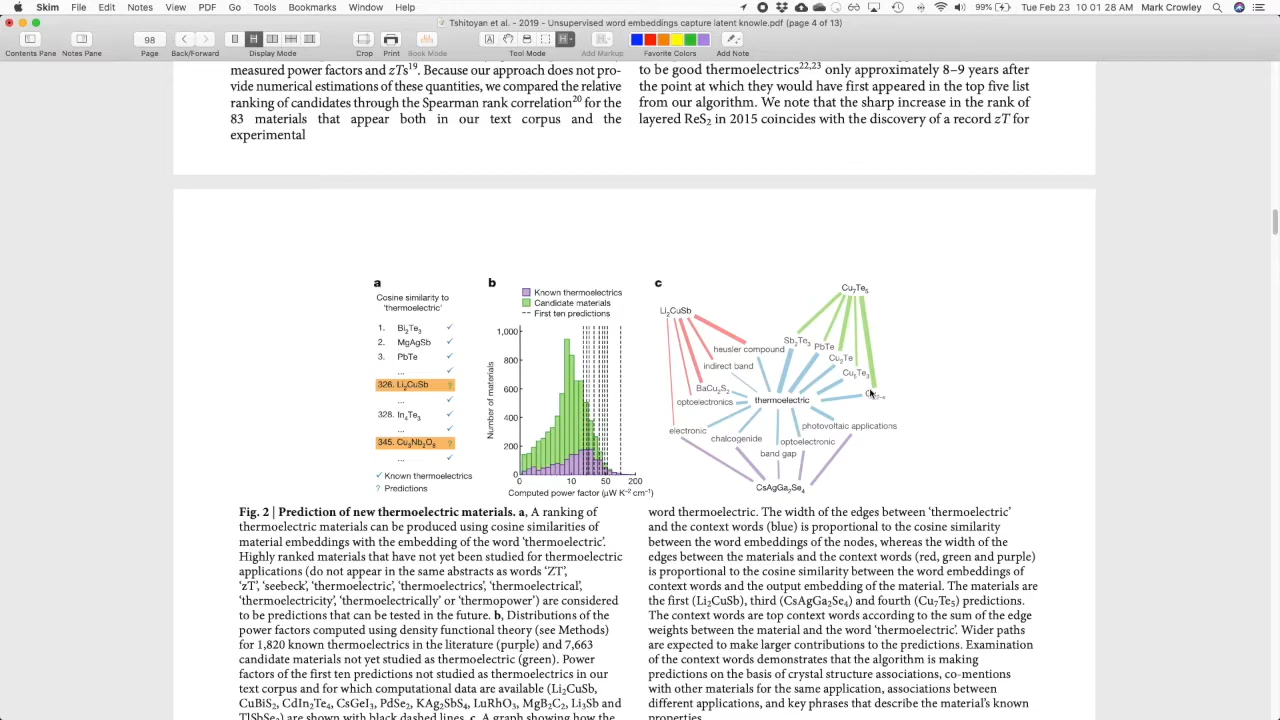 Skim File Edit Notes View PDF Go Tools Bookmarks Window Help 99% Tue Feb 23 10 01 28 AM Mark Crowley
Tshitoyan et al. - 2019 - Unsupervised word embeddings capture latent knowle.pdf (page 4 of 13)
98
Contents Pane Notes Pane Page Back/Forward Display Mode Crop Print Book Mode Tool Mode Add Markup Favorite Colors Add Note
measured power factors and zTs19. Because our approach does not pro-
vide numerical estimations of these quantities, we compared the relative
ranking of candidates through the Spearman rank correlation20 for the
83 materials that appear both in our text corpus and the
experimental
to be good thermoelectrics22,23 only approximately 8–9 years after
the point at which they would have first appeared in the top five list
from our algorithm. We note that the sharp increase in the rank of
layered ReS2 in 2015 coincides with the discovery of a record zT for
a
Cosine similarity to
'thermoelectric'
1. Bi2Te3 ✓
2. MgAgSb ✓
3. PbTe ✓
... ✓
326. Li2CuSb ?
... ✓
328. In4Te3 ✓
... ✓
345. Cu3Nb2O8 ?
... ✓
✓ Known thermoelectrics
? Predictions
b
Known thermoelectrics
Candidate materials
First ten predictions
Number of materials
1,000
800
600
400
200
0
0 10 50 200
Computed power factor (μW K−2 cm−1)
c
Cu7Te5
Li2CuSb
Sb2Te3
PbTe
heusler compound
Cu2Te
indirect band
Cu5Te3
BaCu2S2
thermoelectric
optoelectronics
photovoltaic applications
electronic
chalcogenide
optoelectronic
band gap
CsAgGa2Se4
Fig. 2 | Prediction of new thermoelectric materials. a, A ranking of
thermoelectric materials can be produced using cosine similarities of
material embeddings with the embedding of the word 'thermoelectric'.
Highly ranked materials that have not yet been studied for thermoelectric
applications (do not appear in the same abstracts as words 'ZT',
'zT', 'seebeck', 'thermoelectric', 'thermoelectrics', 'thermoelectrical',
'thermoelectricity', 'thermoelectrically' or 'thermopower') are considered
to be predictions that can be tested in the future. b, Distributions of the
power factors computed using density functional theory (see Methods)
for 1,820 known thermoelectrics in the literature (purple) and 7,663
candidate materials not yet studied as thermoelectric (green). Power
factors of the first ten predictions not studied as thermoelectrics in our
text corpus and for which computational data are available (Li2CuSb,
CuBiS2, CdIn2Te4, CsGeI3, PdSe2, KAg2SbS4, LuRhO3, MgB2C2, Li3Sb and
TlSbSe2) are shown with black dashed lines. c, A graph showing how the
word thermoelectric. The width of the edges between 'thermoelectric'
and the context words (blue) is proportional to the cosine similarity
between the word embeddings of the nodes, whereas the width of the
edges between the materials and the context words (red, green and purple)
is proportional to the cosine similarity between the word embeddings of
context words and the output embedding of the material. The materials are
the first (Li2CuSb), third (CsAgGa2Se4) and fourth (Cu7Te5) predictions.
The context words are top context words according to the sum of the edge
weights between the material and the word 'thermoelectric'. Wider paths
are expected to make larger contributions to the predictions. Examination
of the context words demonstrates that the algorithm is making
predictions on the basis of crystal structure associations, co-mentions
with other materials for the same application, associations between
different applications, and key phrases that describe the material's known
properties.